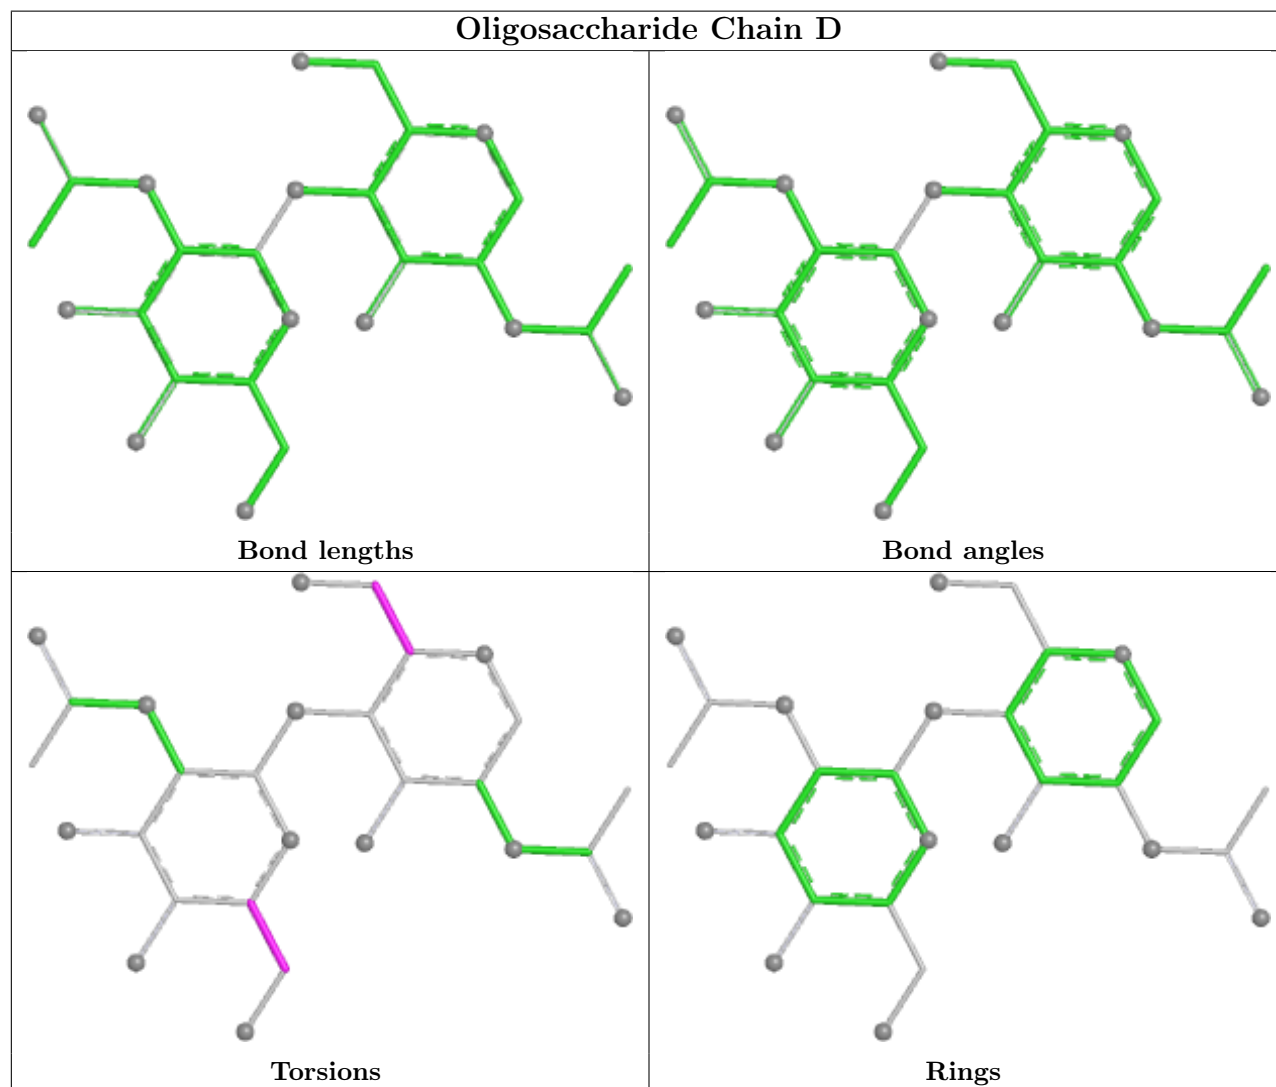 Oligosaccharide Chain D
Bond lengths
Bond angles
Torsions
Rings